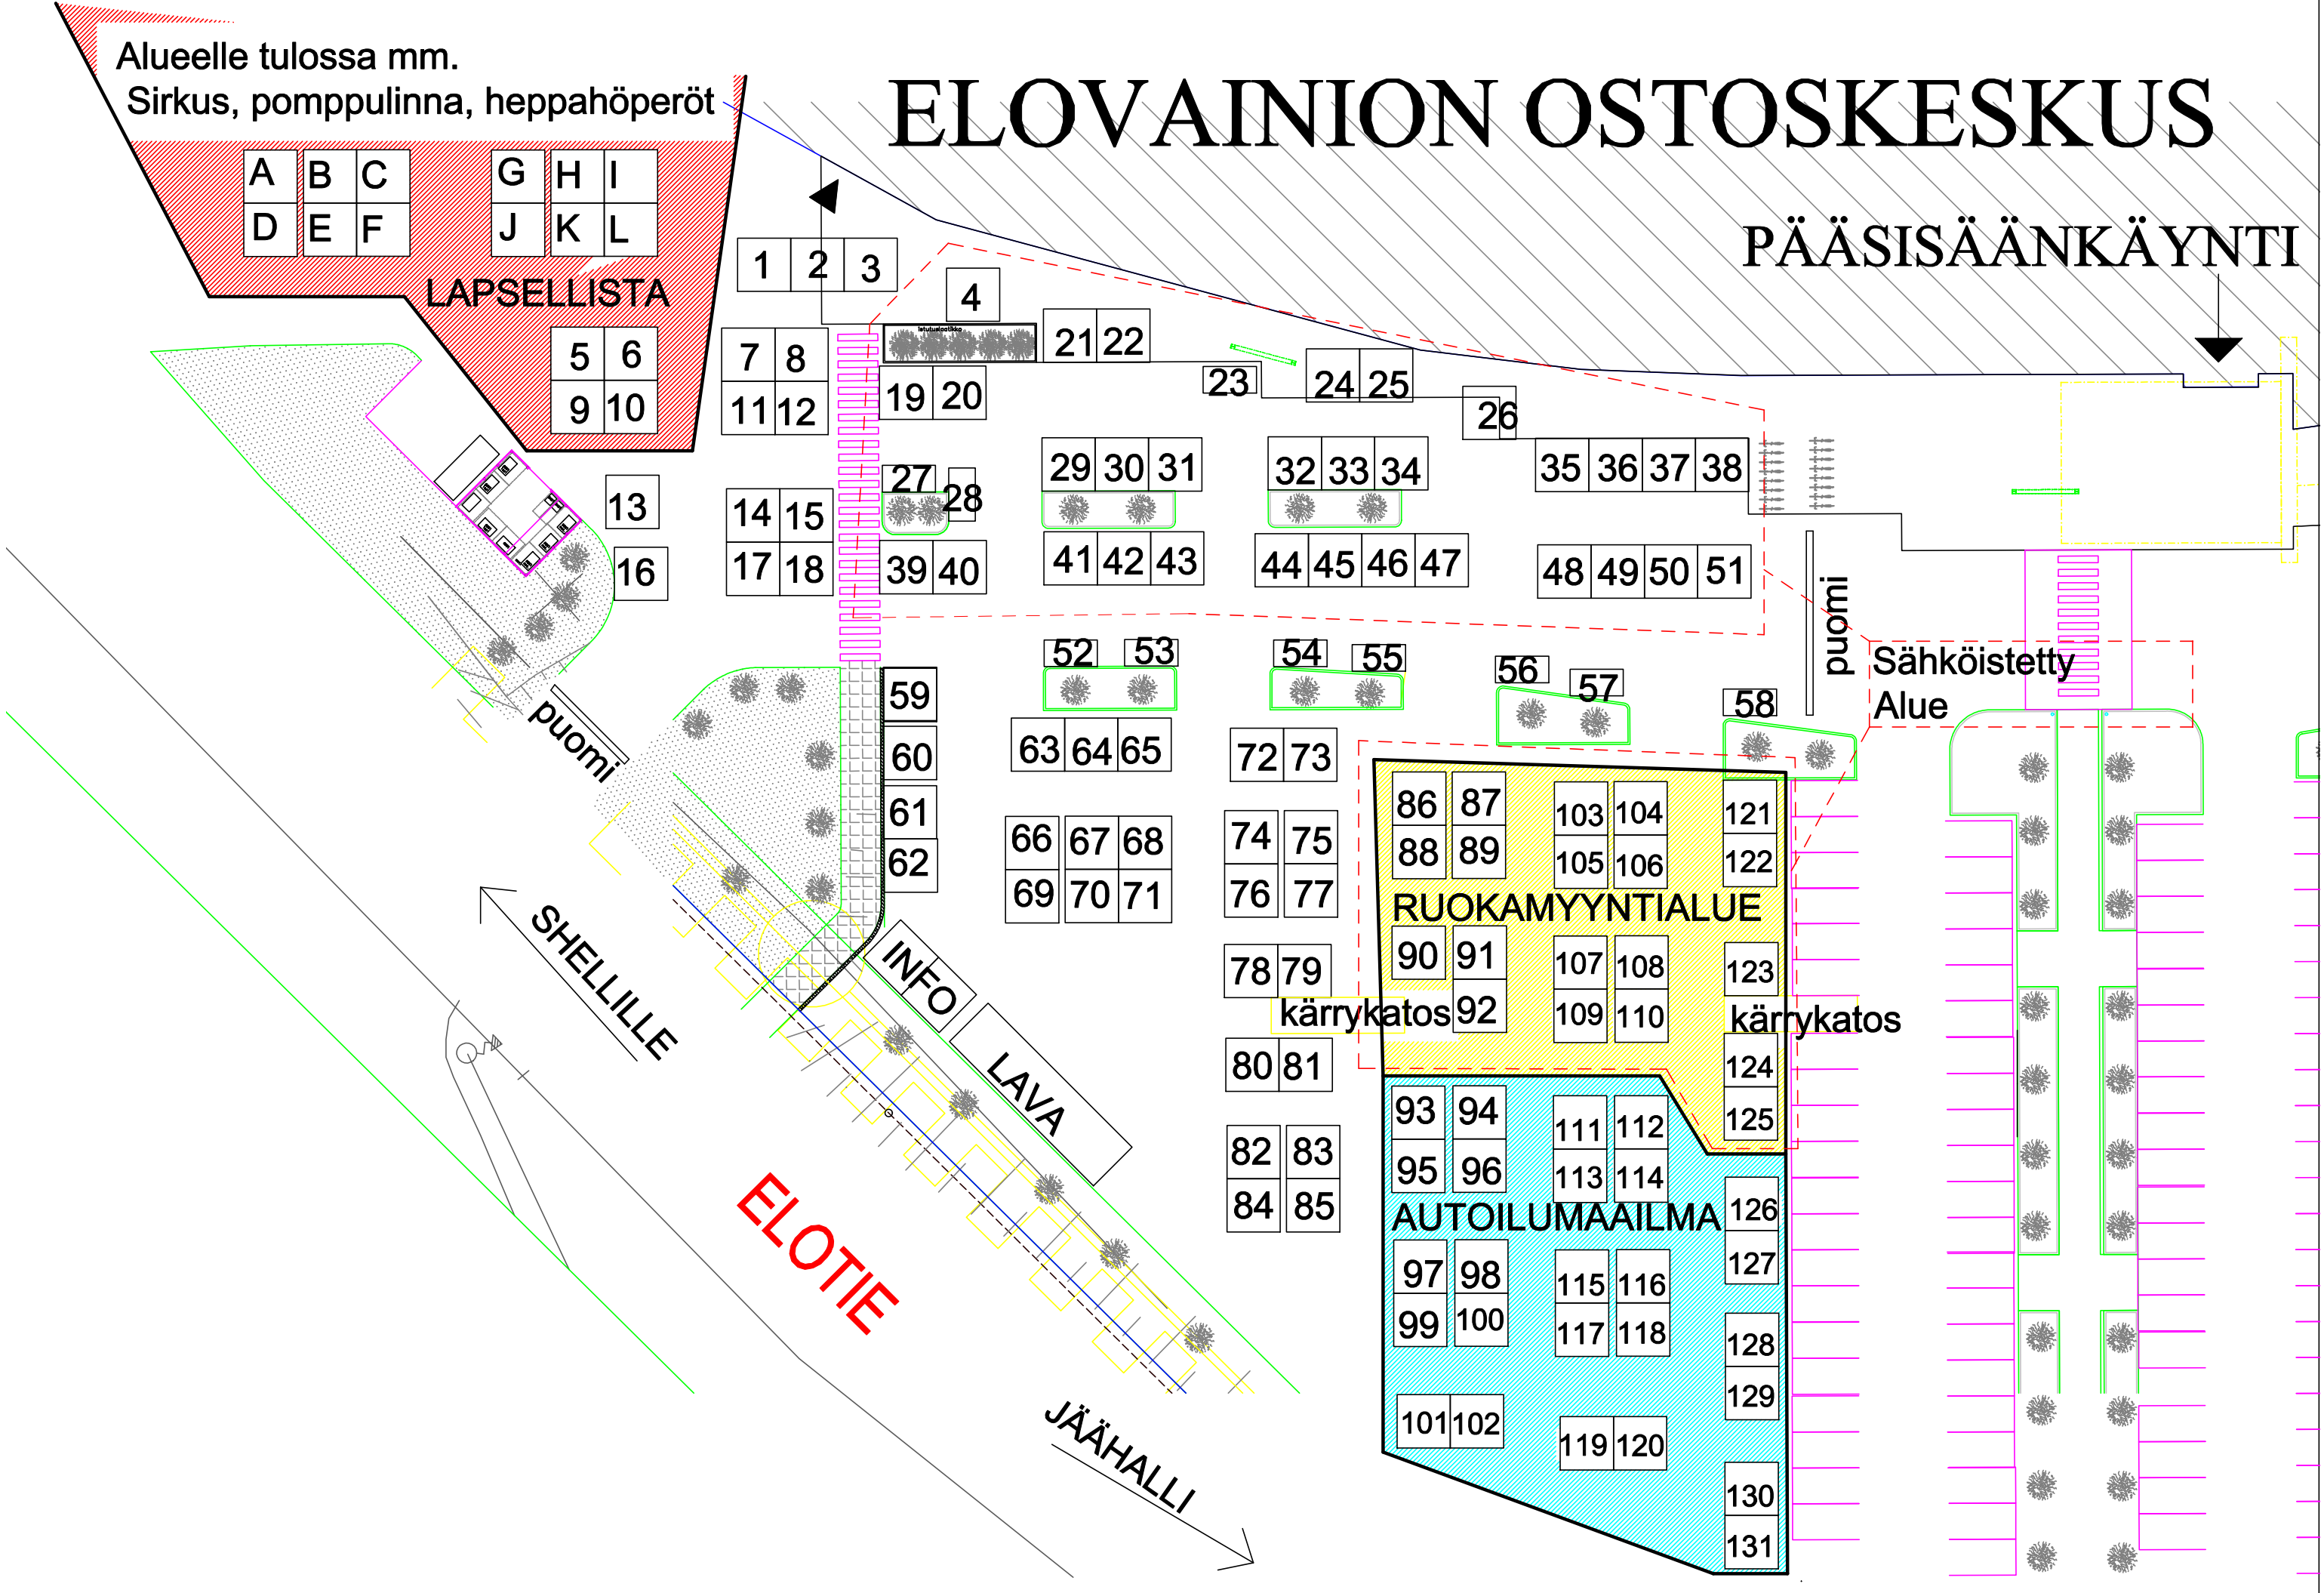 Alueelle tulossa mm.
Sirkus, pomppulinna, heppahöperöt
ELOVAINION OSTOSKESKUS
PÄÄSISÄÄNKÄYNTI
A B C G H I
D E F J K L
LAPSELLISTA
1 2 3
4
istutuslaatikko
5 6 7 8 21 22
9 10 11 12 19 20 23 24 25 26
13 14 15 27 28 29 30 31 32 33 34 35 36 37 38
16 17 18 39 40 41 42 43 44 45 46 47 48 49 50 51
puomi
Sähköistetty
Alue
52 53 54 55 56 57 58
59
60
61
62
puomi
63 64 65 72 73
66 67 68 74 75
69 70 71 76 77
78 79
80 81
82 83
84 85
86 87 103 104 121
88 89 105 106 122
RUOKAMYYNTIALUE
90 91 107 108 123
92 109 110
kärrykatos kärrykatos
124
125
93 94 111 112
95 96 113 114
AUTOILUMAAILMA
126
127
97 98 115 116
99 100 117 118
128
129
101 102 119 120
130
131
INFO
LAVA
SHELLILLE
ELOTIE
JÄÄHALLI